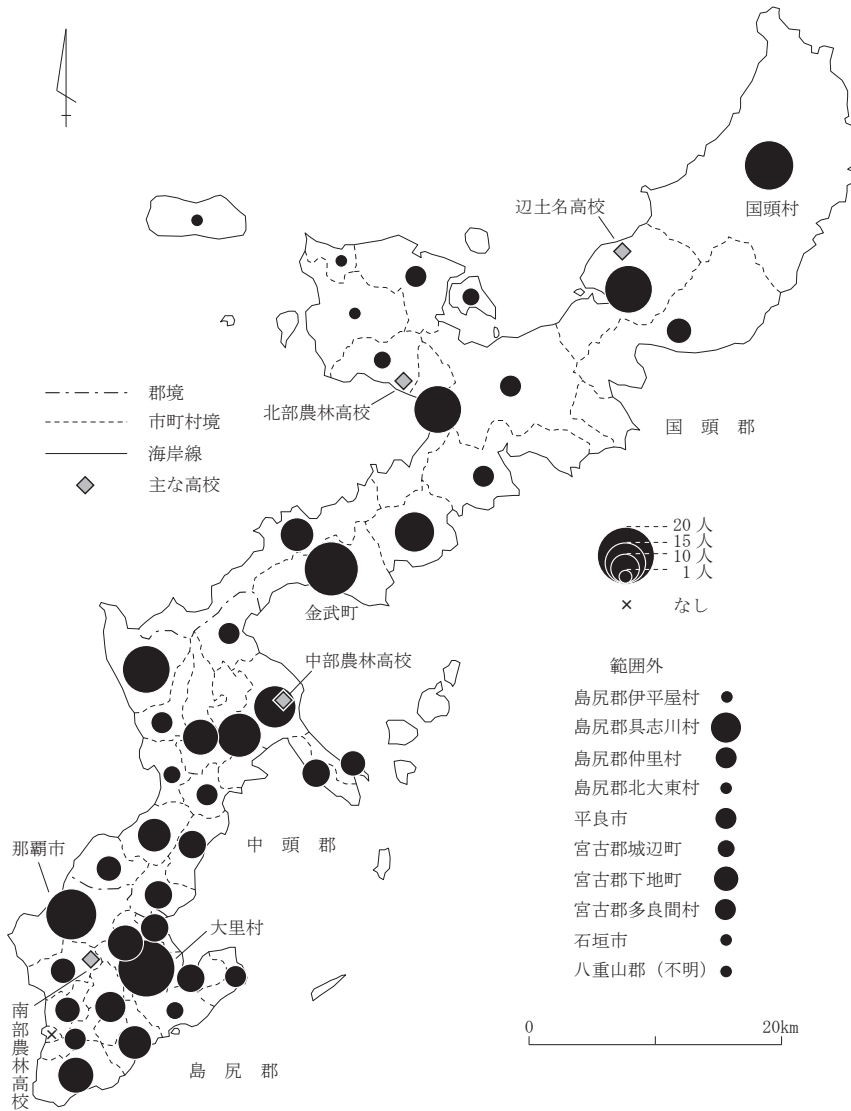 辺土名高校
国頭村
郡境
市町村境
海岸線
主な高校
北部農林高校
国頭郡
20人
15人
10人
1人
× なし
金武町
中部農林高校
範囲外
島尻郡伊平屋村
島尻郡具志川村
島尻郡仲里村
島尻郡北大東村
平良市
宮古郡城辺町
宮古郡下地町
宮古郡多良間村
石垣市
八重山郡(不明)
中頭郡
那覇市
大里村
南部農林高校
島尻郡
0 20km